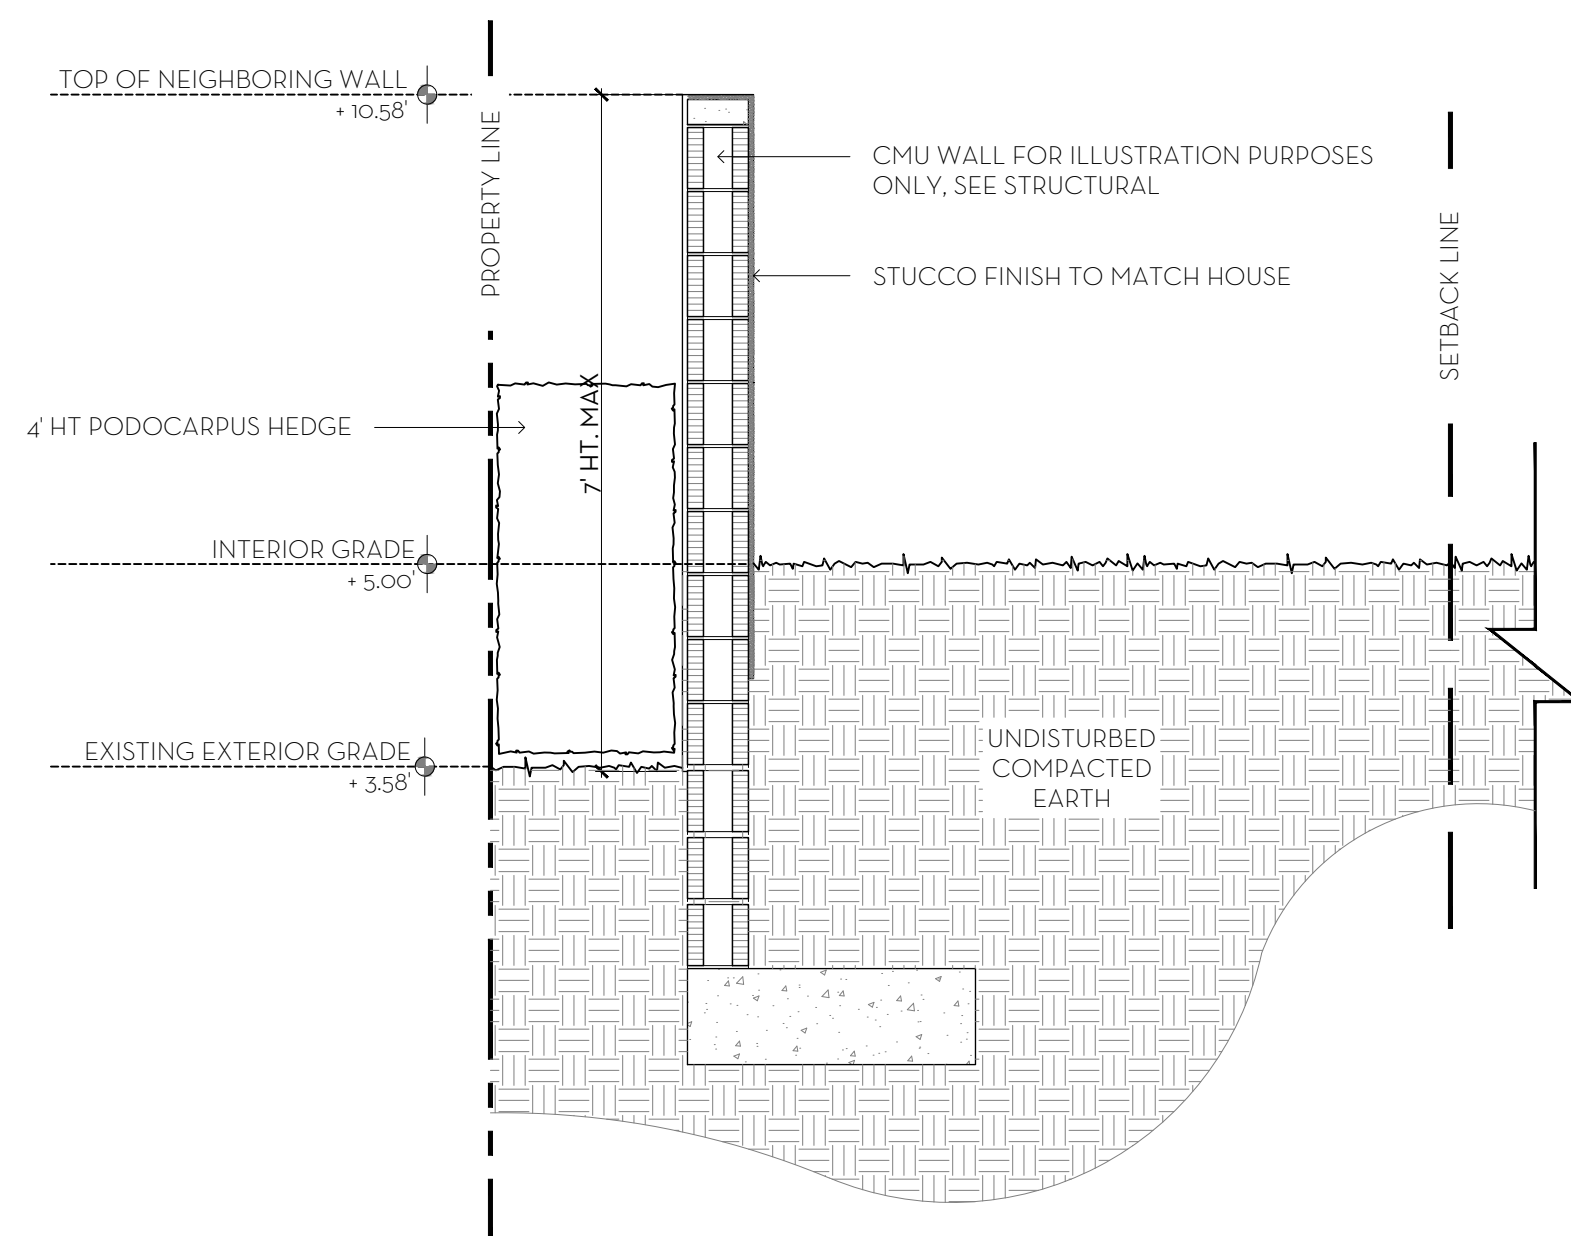 TOP OF NEIGHBORING WALL
+ 10.58'
PROPERTY LINE
CMU WALL FOR ILLUSTRATION PURPOSES
ONLY, SEE STRUCTURAL
STUCCO FINISH TO MATCH HOUSE
SETBACK LINE
7' HT. MAX
4' HT PODOCARPUS HEDGE
INTERIOR GRADE
+ 5.00'
EXISTING EXTERIOR GRADE
+ 3.58'
UNDISTURBED
COMPACTED
EARTH